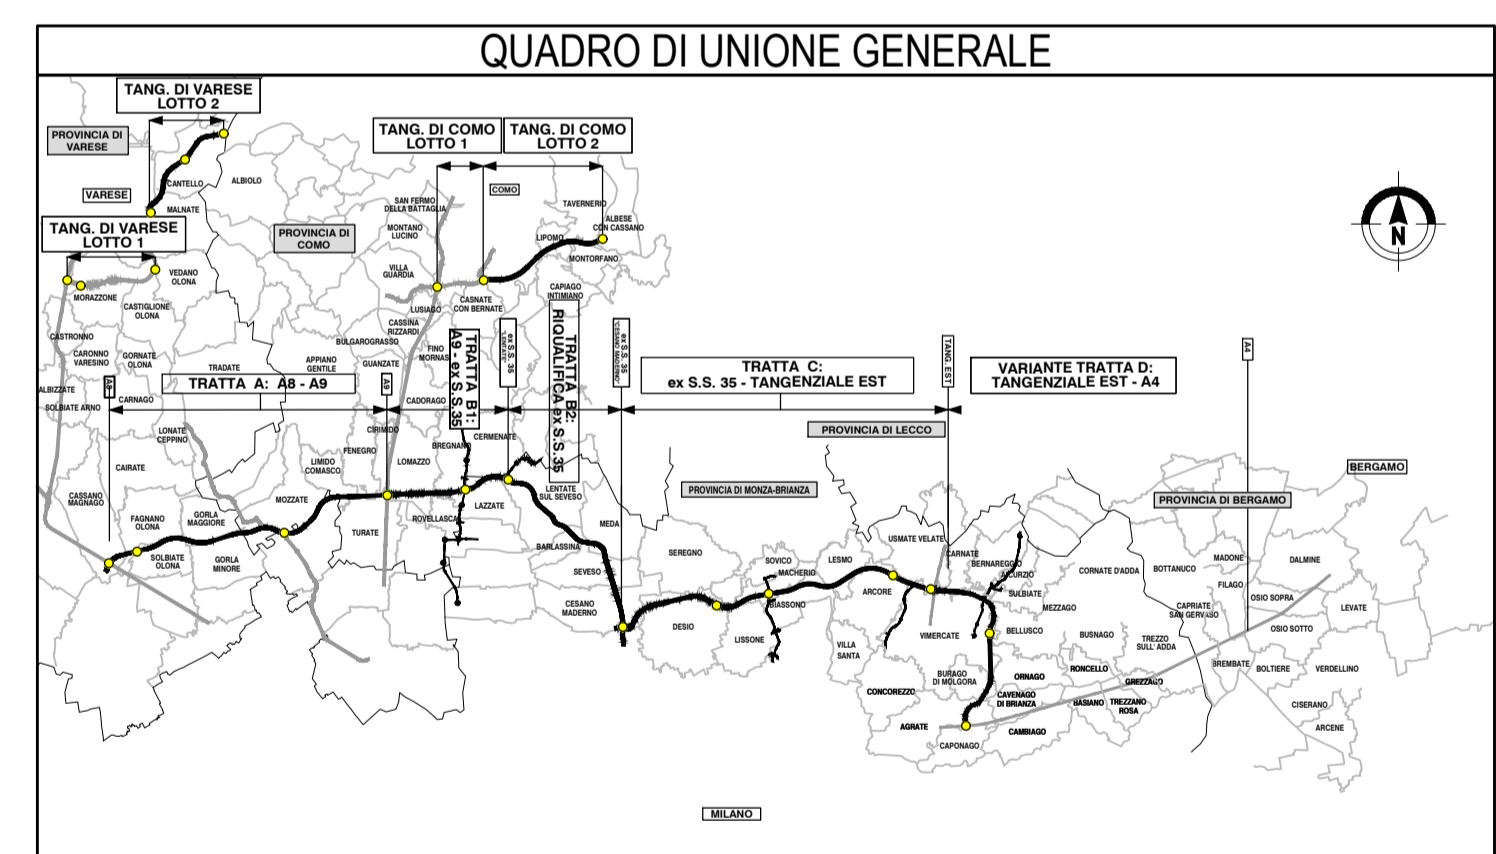 QUADRO DI UNIONE GENERALE
TANG. DI VARESE
LOTTO 2
PROVINCIA DI
VARESE
TANG. DI COMO
LOTTO 1
TANG. DI COMO
LOTTO 2
CANTELLO
ALBIOLO
VARESE
MALNATE
COMO
SAN FERMO
DELLA BATTAGLIA
TAVERNERIO
ALBESE
CON CASSANO
TANG. DI VARESE
LOTTO 1
PROVINCIA DI
COMO
MONTANO
LUCINO
LIPOMO
MONTORFANO
N
VILLA
GUARDIA
VEDANO
OLONA
MORAZZONE
CASTIGLIONE
OLONA
CAPIAGO
INTIMIANO
CASNATE
CON BERNATE
LUSIAGO
CASSINA
RIZZARDI
BULGAROGRASSO
CASTRONNO
CARONNO
VARESINO
GORNATE
OLONA
TRADATE
APPIANO
GENTILE
GUANZATE
FINO
MORNAS
TRATTA B1:
A9 - ex S.S.35
ex S.S. 35
"LENTATE"
TRATTA B2:
RIQUALIFICA ex S.S.35
ex S.S. 35
"CESANO MADERNO"
TRATTA C:
ex S.S. 35 - TANGENZIALE EST
TANG. EST
VARIANTE TRATTA D:
TANGENZIALE EST - A4
A4
ALBIZZATE
A8
TRATTA A: A8 - A9
A9
SOLBIATE ARNO
CARNAGO
CADORAGO
LONATE
CEPPINO
CIRIMIDO
FENEGRO
BREGNANO
CERMENATE
PROVINCIA DI LECCO
CAIRATE
LIMIDO
COMASCO
LOMAZZO
BERGAMO
CASSANO
MAGNAGO
MOZZATE
LAZZATE
LENTATE
SUL SEVESO
PROVINCIA DI MONZA-BRIANZA
PROVINCIA DI BERGAMO
FAGNANO
OLONA
GORLA
MAGGIORE
ROVELLASCA
TURATE
MEDA
SOLBIATE
OLONA
GORLA
MINORE
BARLASSINA
SEREGNO
USMATE VELATE
CARNATE
SEVESO
SOVICO
MACHERIO
LESMO
BERNAREGGIO
AICURZIO
CORNATE D'ADDA
BOTTANUCO
MADONE
DALMINE
FILAGO
OSIO SOPRA
CESANO
MADERNO
BIASSONO
ARCORE
SULBIATE
MEZZAGO
CAPRIATE
SAN GERVASO
LEVATE
DESIO
LISSONE
VILLA
SANTA
VIMERCATE
BELLUSCO
BUSNAGO
TREZZO
SULL' ADDA
OSIO SOTTO
BURAGO
DI MOLGORA
ORNAGO
RONCELLO
GREZZAGO
BREMBATE
BOLTIERE
VERDELLINO
CONCOREZZO
CAVENAGO
DI BRIANZA
BASIANO
TREZZANO
ROSA
CISERANO
AGRATE
CAMBIAGO
ARCENE
CAPONAGO
MILANO